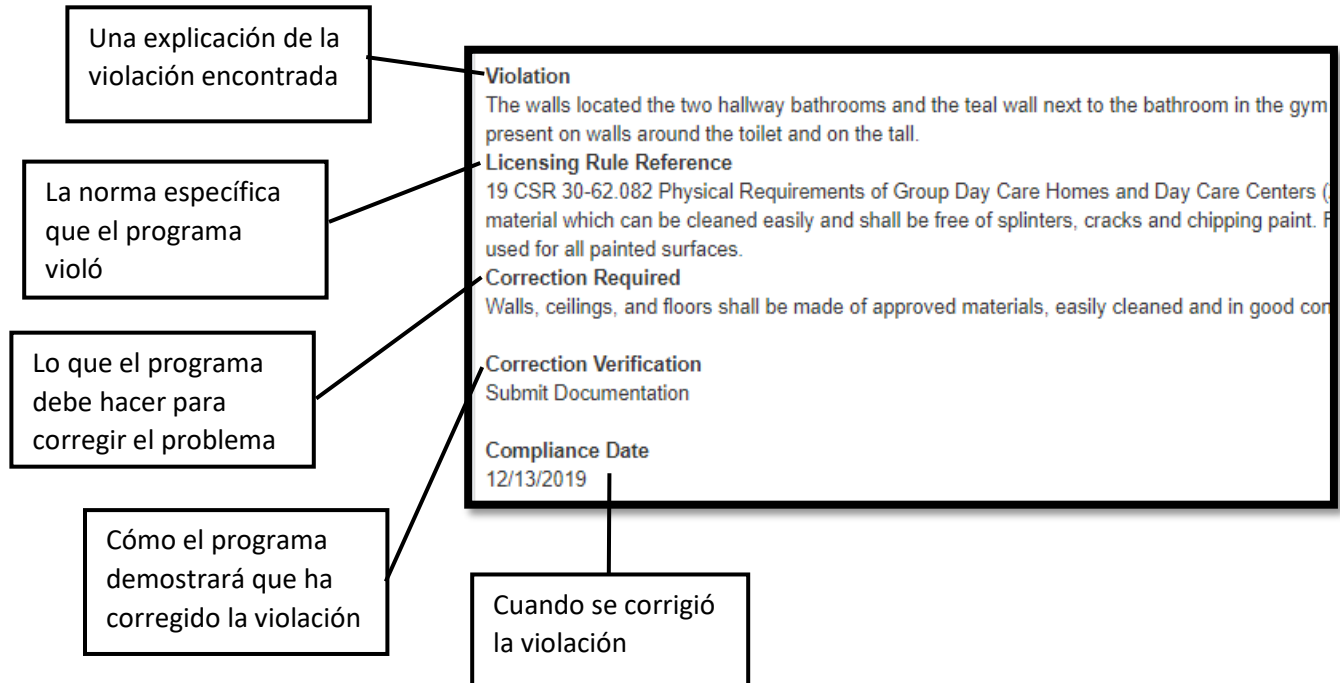 Una explicación de la
violación encontrada
La norma específica
que el programa
violó
Lo que el programa
debe hacer para
corregir el problema
Cómo el programa
demostrará que ha
corregido la violación
Violation
The walls located the two hallway bathrooms and the teal wall next to the bathroom in the gym
present on walls around the toilet and on the tall.
Licensing Rule Reference
19 CSR 30-62.082 Physical Requirements of Group Day Care Homes and Day Care Centers (
material which can be cleaned easily and shall be free of splinters, cracks and chipping paint.
used for all painted surfaces.
Correction Required
Walls, ceilings, and floors shall be made of approved materials, easily cleaned and in good
Correction Verification
Submit Documentation
Compliance Date
12/13/2019
Cuando se corrigió
la violación